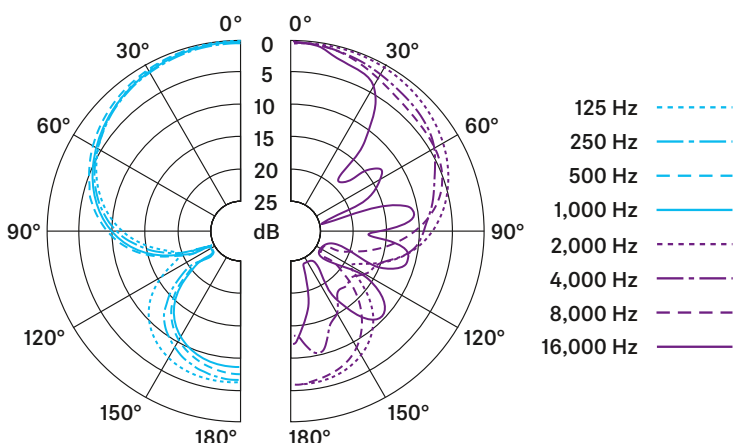 0° 0°
30° 0 30°
5
10
60° 15 60°
20
25
90° dB 90°
120° 120°
150° 150°
180° 180°
125 Hz
250 Hz
500 Hz
1,000 Hz
2,000 Hz
4,000 Hz
8,000 Hz
16,000 Hz